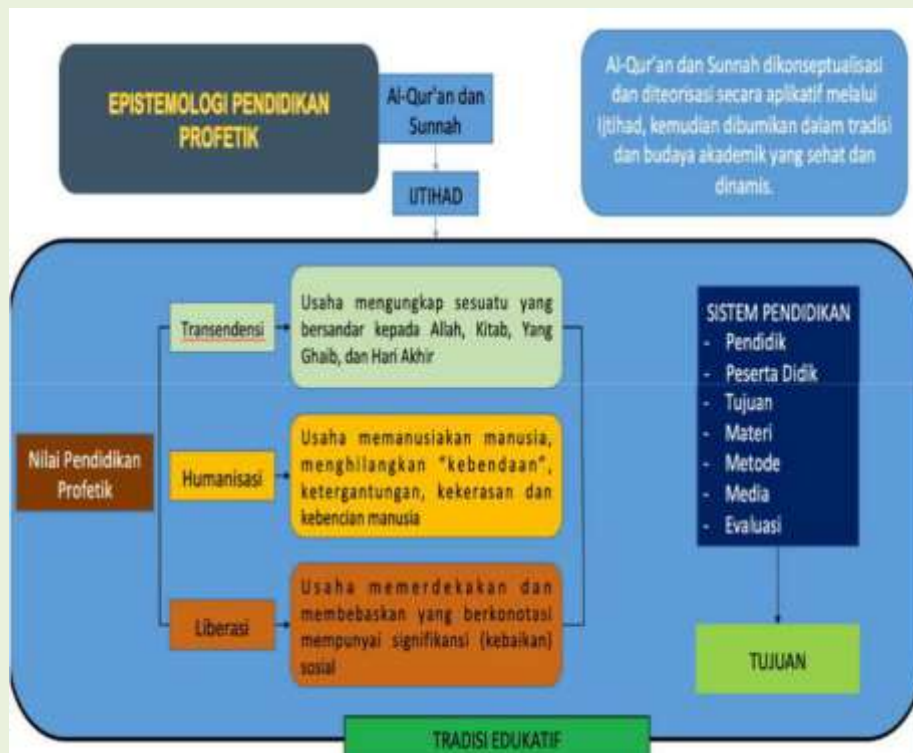 EPISTEMOLOGI PENDIDIKAN
PROFETIK
Al-Qur'an dan
Sunnah
IJTIHAD
Al-Qur'an dan Sunnah dikonseptualisasi
dan diteorisasi secara aplikatif melalui
Ijtihad, kemudian dibumikan dalam tradisi
dan budaya akademik yang sehat dan
dinamis.
Nilai Pendidikan
Profetik
Transendensi
Usaha mengungkap sesuatu yang
bersandar kepada Allah, Kitab, Yang
Ghaib, dan Hari Akhir
Humanisasi
Usaha memanusiakan manusia,
menghilangkan "kebendaan",
ketergantungan, kekerasan dan
kebencian manusia
Liberasi
Usaha memerdekakan dan
membebaskan yang berkonotasi
mempunyai signifikansi (kebaikan)
sosial
SISTEM PENDIDIKAN
- Pendidik
- Peserta Didik
- Tujuan
- Materi
- Metode
- Media
- Evaluasi
TUJUAN
TRADISI EDUKATIF